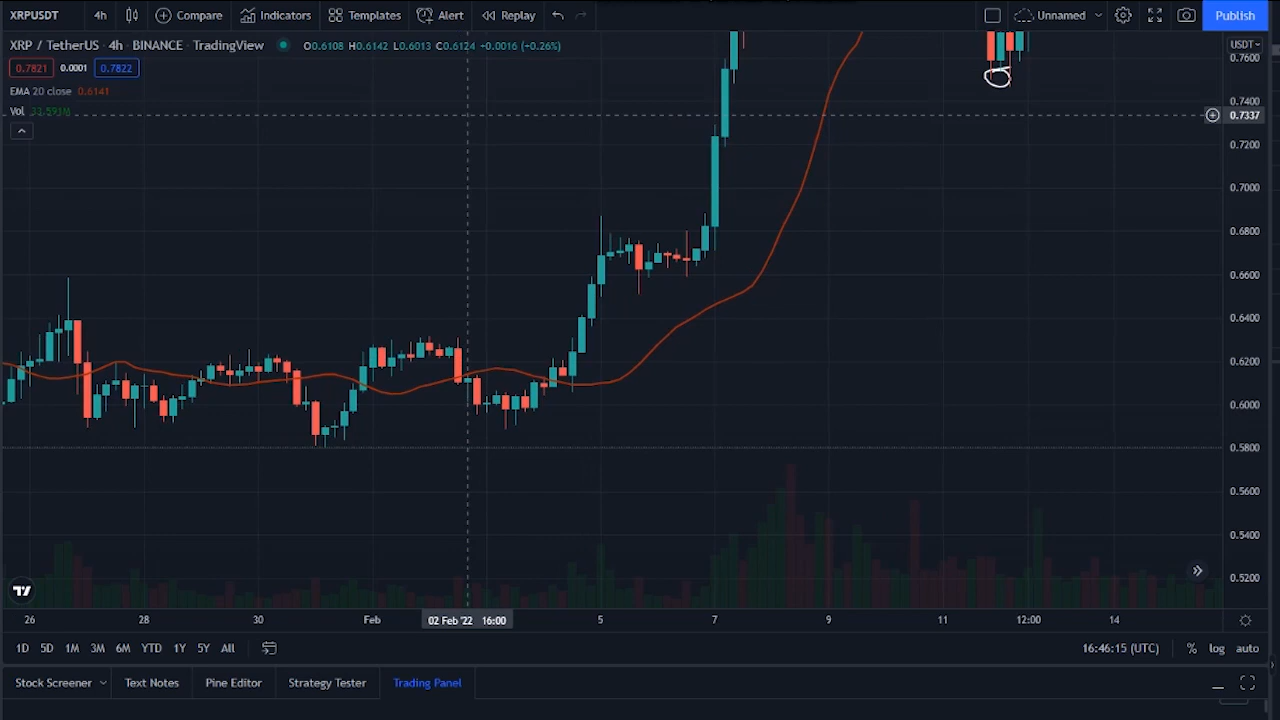 XRPUSDT 4h Compare Indicators Templates Alert Replay Unnamed Publish
XRP / TetherUS · 4h · BINANCE · TradingView O0.6108 H0.6142 L0.6013 C0.6124 +0.0016 (+0.26%) USDT
0.7821 0.0001 0.7822
EMA 20 close 0.6141
Vol 33.591M
0.7600
0.7400
0.7337
0.7200
0.7000
0.6800
0.6600
0.6400
0.6200
0.6000
0.5800
0.5600
0.5400
0.5200
26 28 30 Feb 02 Feb '22 16:00 5 7 9 11 12:00 14
1D 5D 1M 3M 6M YTD 1Y 5Y All 16:46:15 (UTC) % log auto
Stock Screener Text Notes Pine Editor Strategy Tester Trading Panel